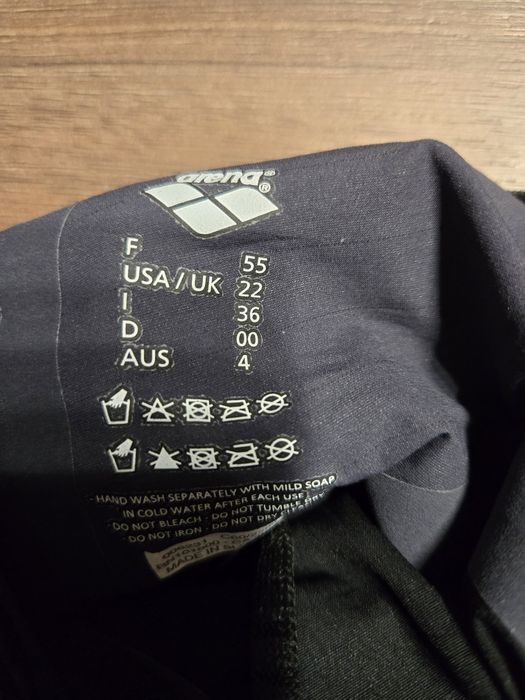 arena®
F 55
USA / UK 22
I 36
D 00
AUS 4
HAND WASH SEPARATELY WITH MILD SOAP
IN COLD WATER AFTER EACH USE
DO NOT BLEACH - DO NOT TUMBLE DRY
DO NOT IRON - DO NOT DRY CLEAN
MADE IN